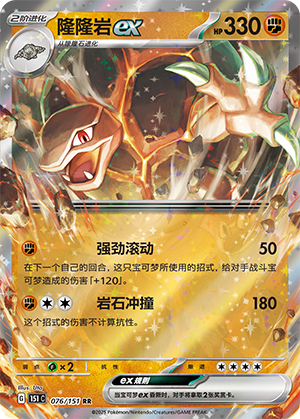 2阶进化
隆隆岩ex
HP 330
从隆隆石进化
强劲滚动 50
在下一个自己的回合,这只宝可梦所使用的招式,给对手战斗宝
可梦造成的伤害「+120」。
岩石冲撞 180
这个招式的伤害不计算抗性。
弱点 ×2 抗性 撤退
ex规则
当宝可梦ex昏厥时,对手将拿取2张奖赏卡。
G 151 C 076/151 RR
©2025 Pokémon/Nintendo/Creatures/GAME FREAK